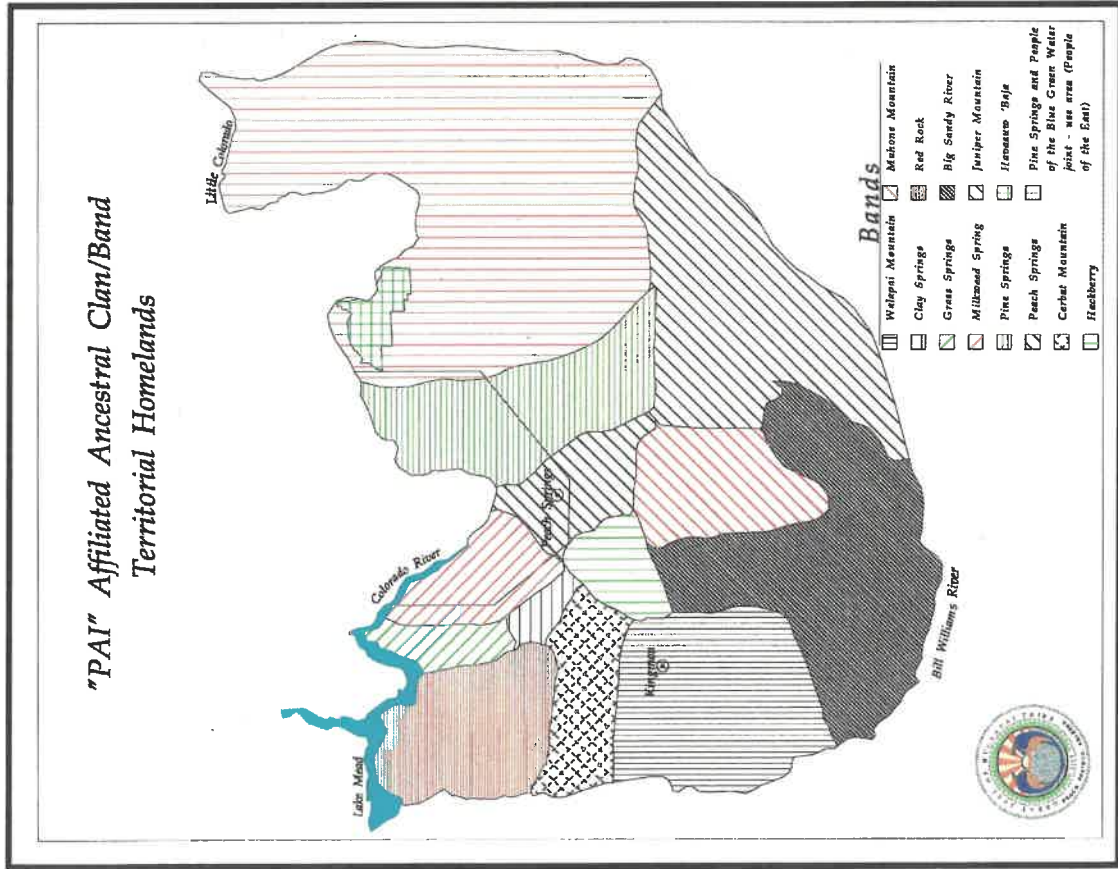 "PAI" Affiliated Ancestral Clan/Band
Territorial Homelands
Little Colorado
Colorado River
Lake Mead
Peach Springs
Kingman
Bill Williams River
Bands
Walapai Mountain
Clay Springs
Grass Springs
Milkweed Spring
Pine Springs
Peach Springs
Cerbat Mountain
Hackberry
Mahone Mountain
Red Rock
Big Sandy River
Juniper Mountain
Havasuw 'Baja
Pine Springs and People
of the Blue Green Water
joint - use area (People
of the East)